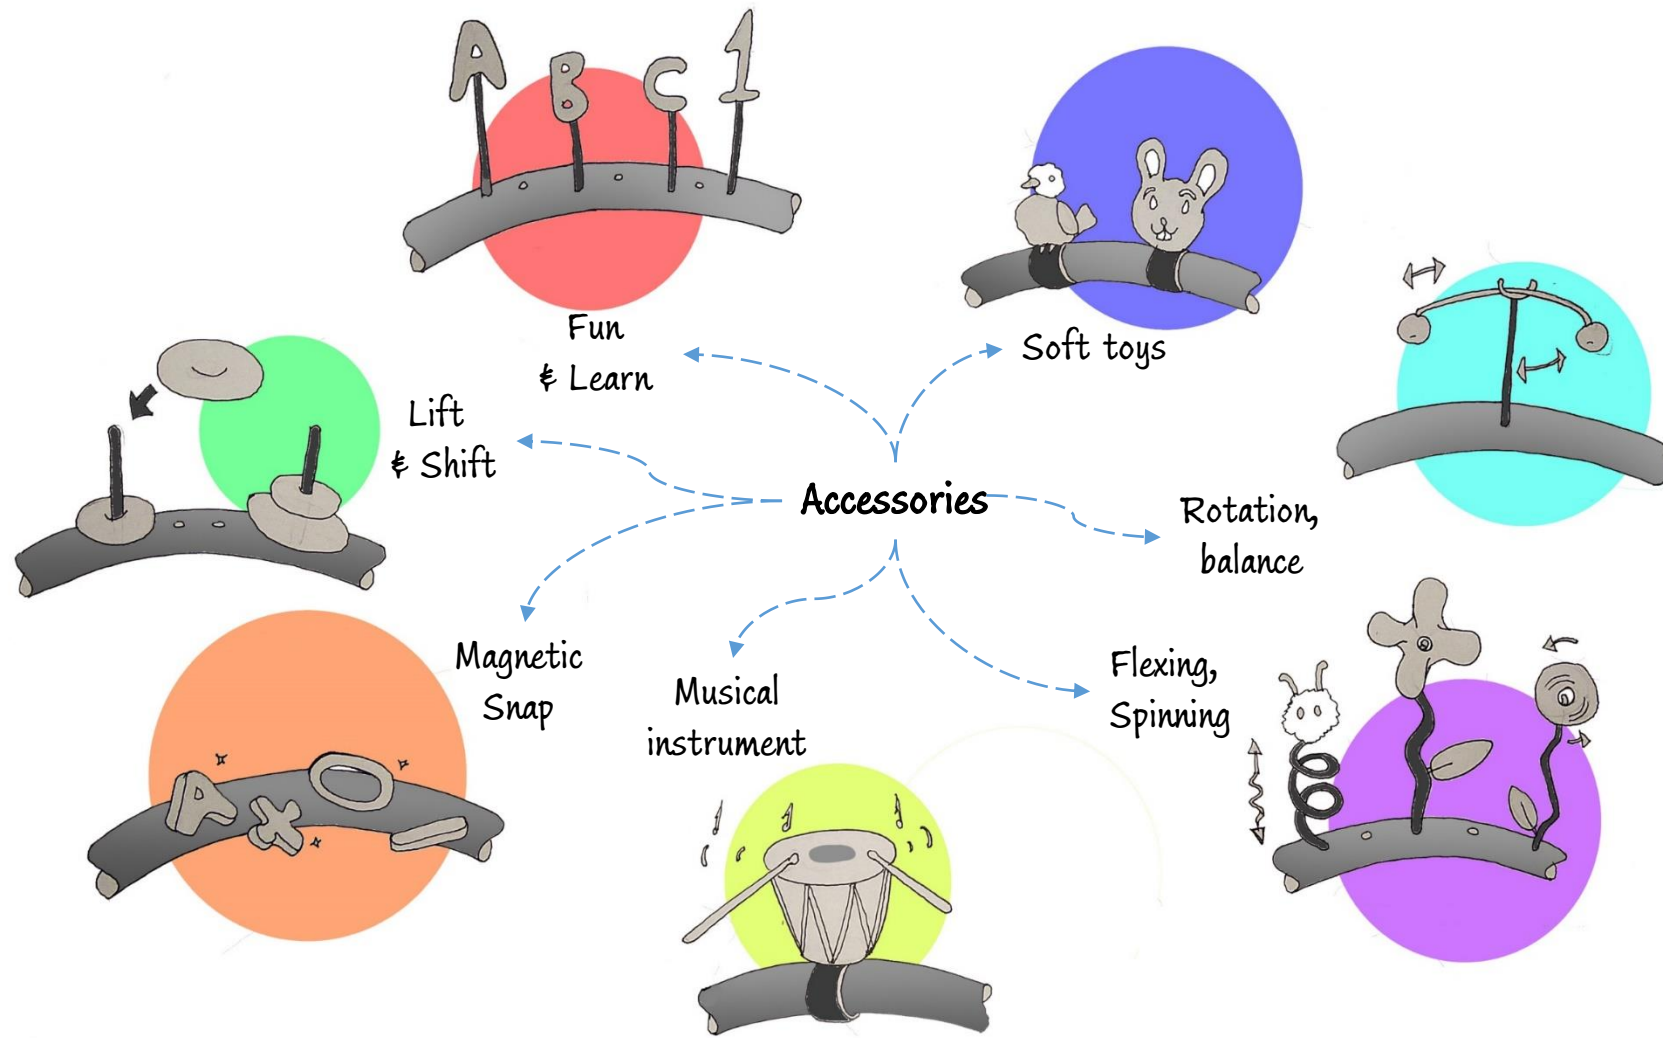 A B C 1
Fun
& Learn
Soft toys
Lift
& Shift
Accessories
Rotation,
balance
Magnetic
Snap
Musical
instrument
Flexing,
Spinning
A